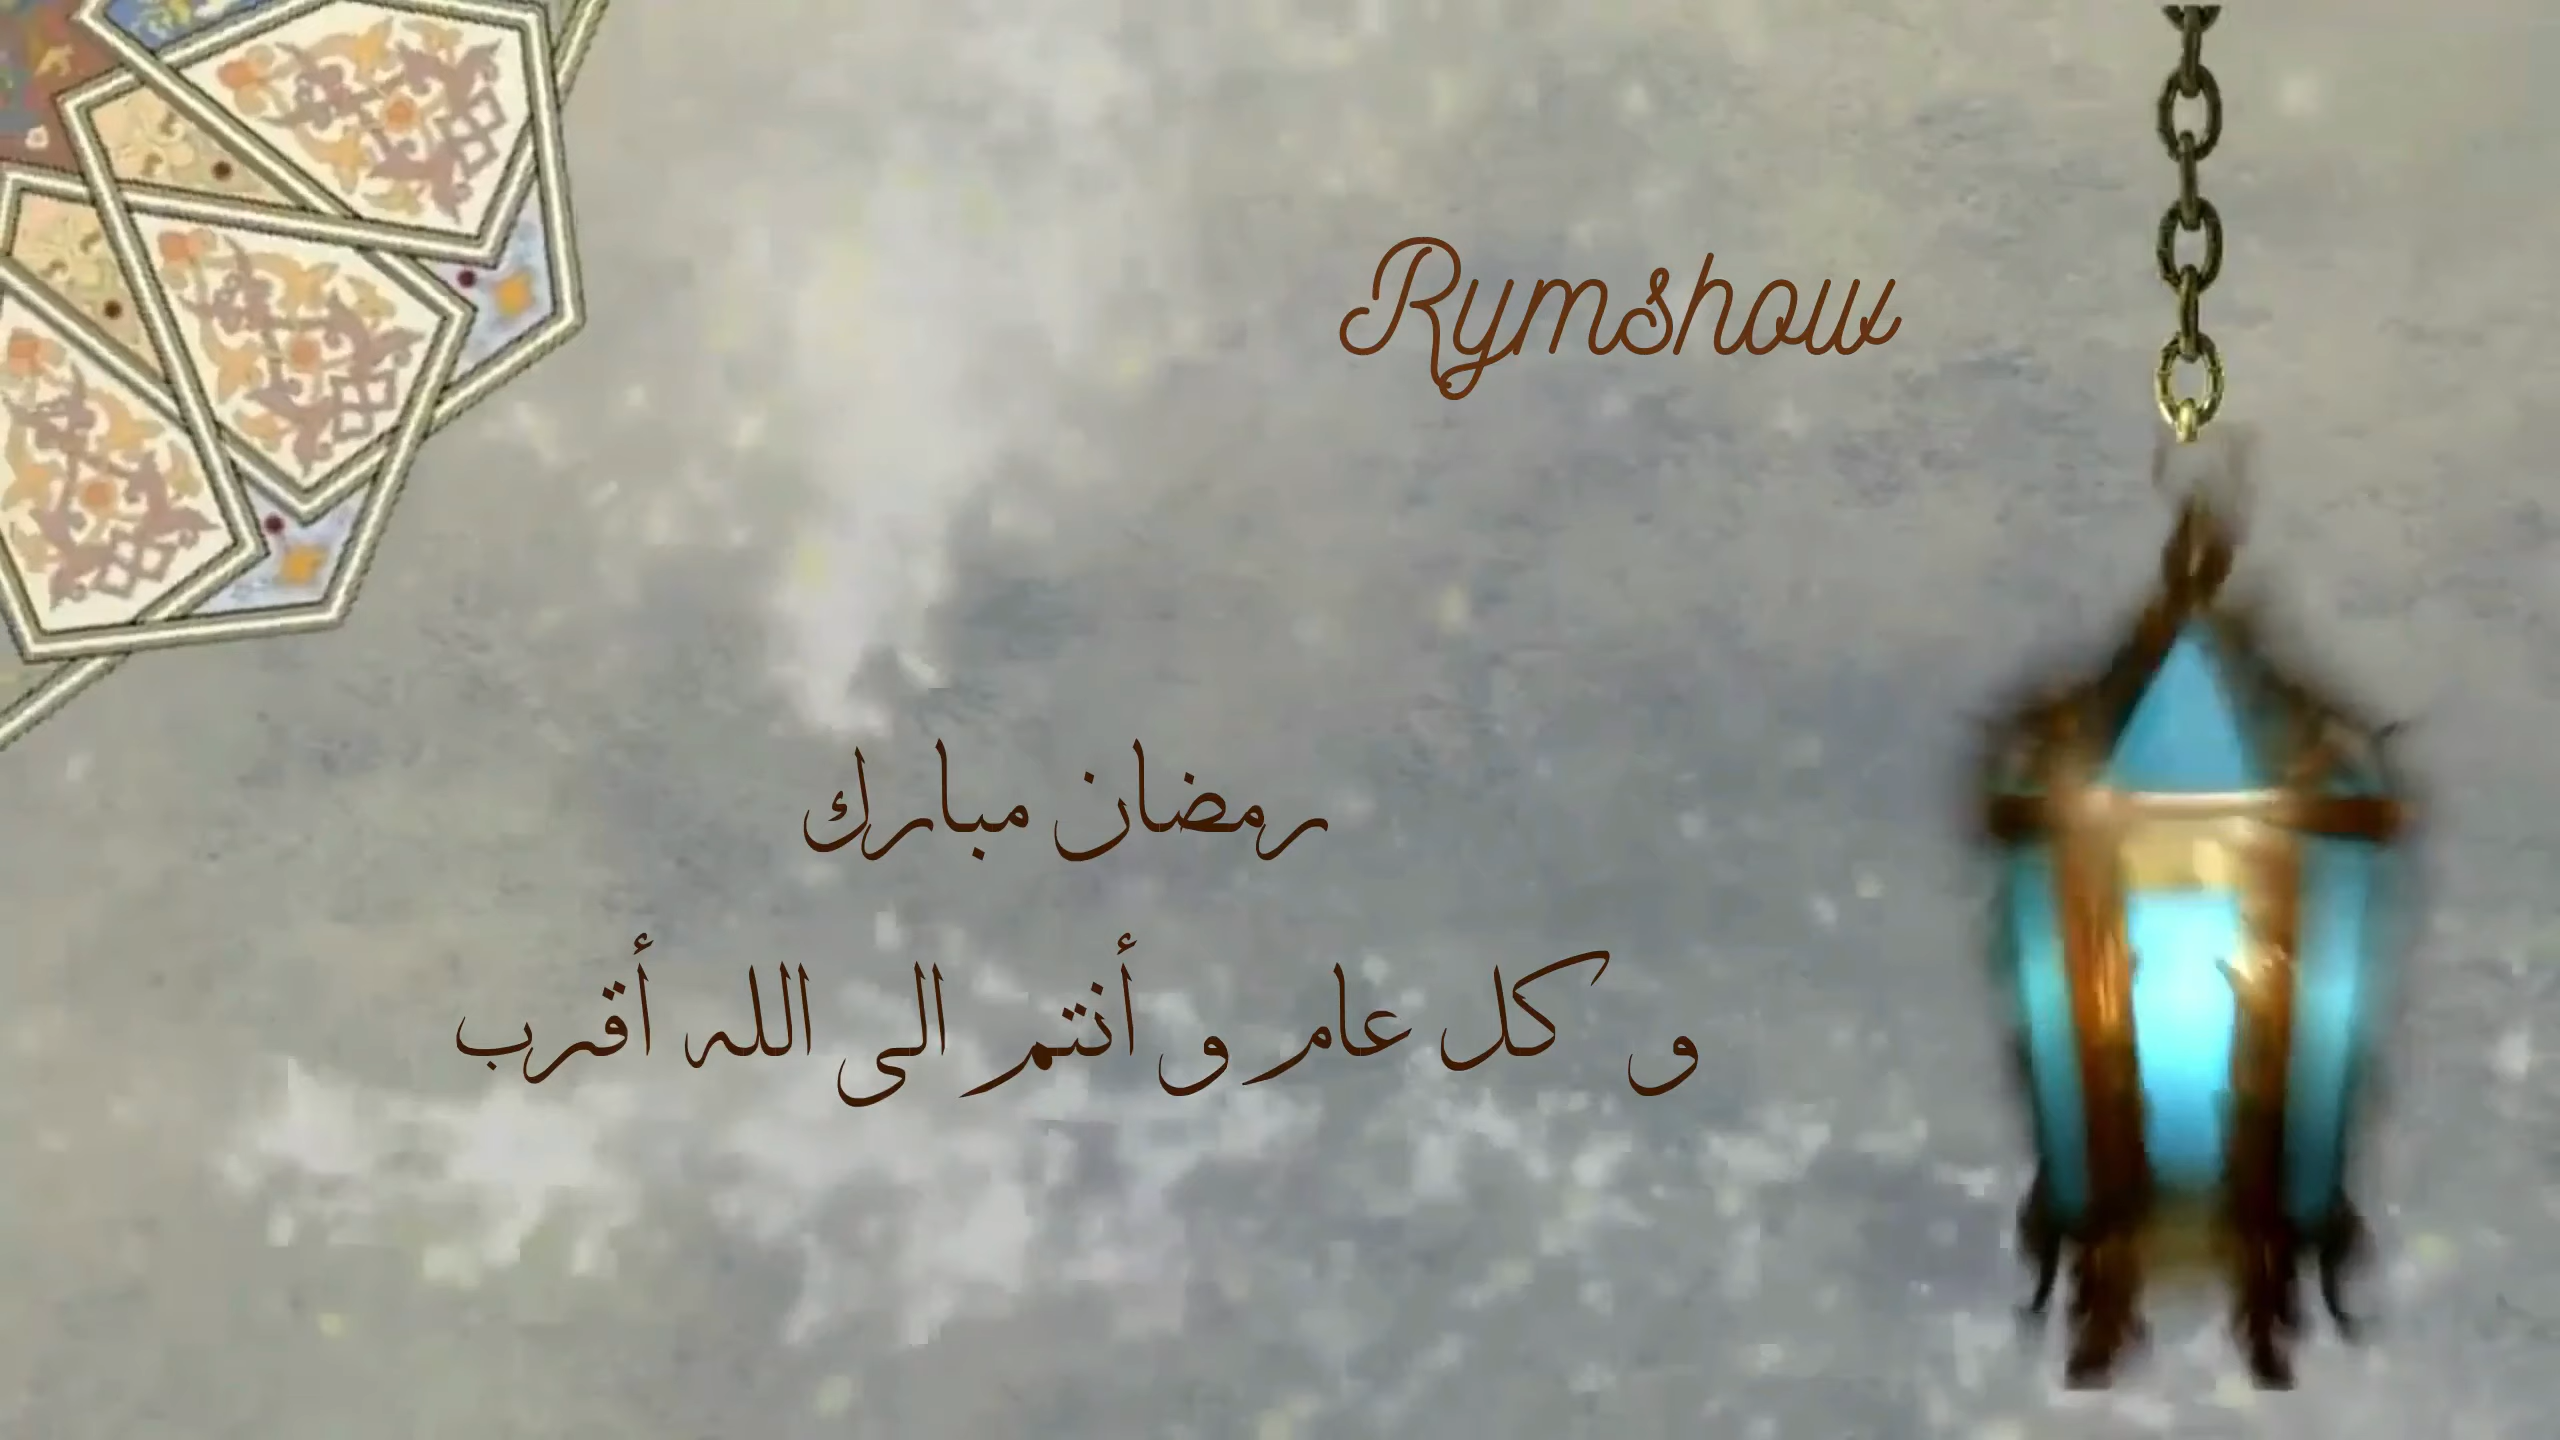 Rymshow
رمضان مبارك
و كل عام و أنتم الى الله أقرب